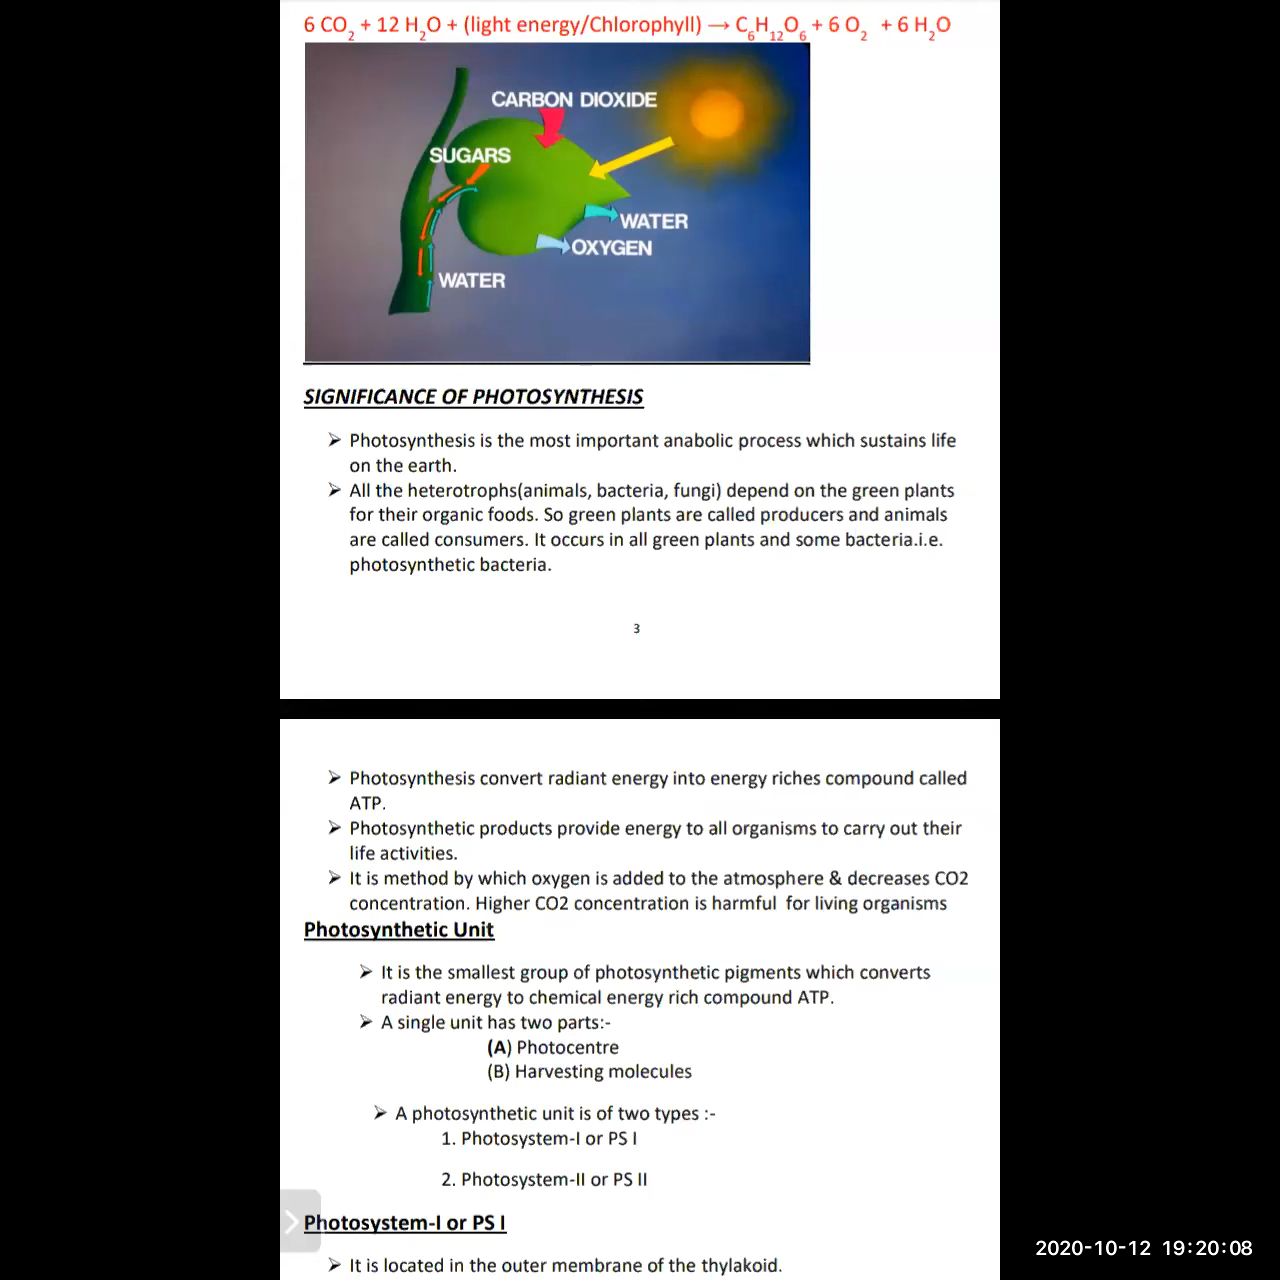 6 CO2 + 12 H2O + (light energy/Chlorophyll) → C6H12O6 + 6 O2 + 6 H2O
CARBON DIOXIDE
SUGARS
WATER
OXYGEN
WATER
SIGNIFICANCE OF PHOTOSYNTHESIS
➢ Photosynthesis is the most important anabolic process which sustains life
on the earth.
➢ All the heterotrophs(animals, bacteria, fungi) depend on the green plants
for their organic foods. So green plants are called producers and animals
are called consumers. It occurs in all green plants and some bacteria.i.e.
photosynthetic bacteria.
3
➢ Photosynthesis convert radiant energy into energy riches compound called
ATP.
➢ Photosynthetic products provide energy to all organisms to carry out their
life activities.
➢ It is method by which oxygen is added to the atmosphere & decreases CO2
concentration. Higher CO2 concentration is harmful for living organisms
Photosynthetic Unit
➢ It is the smallest group of photosynthetic pigments which converts
radiant energy to chemical energy rich compound ATP.
➢ A single unit has two parts:-
(A) Photocentre
(B) Harvesting molecules
➢ A photosynthetic unit is of two types :-
1. Photosystem-I or PS I
2. Photosystem-II or PS II
Photosystem-I or PS I
➢ It is located in the outer membrane of the thylakoid.
2020-10-12 19:20:08